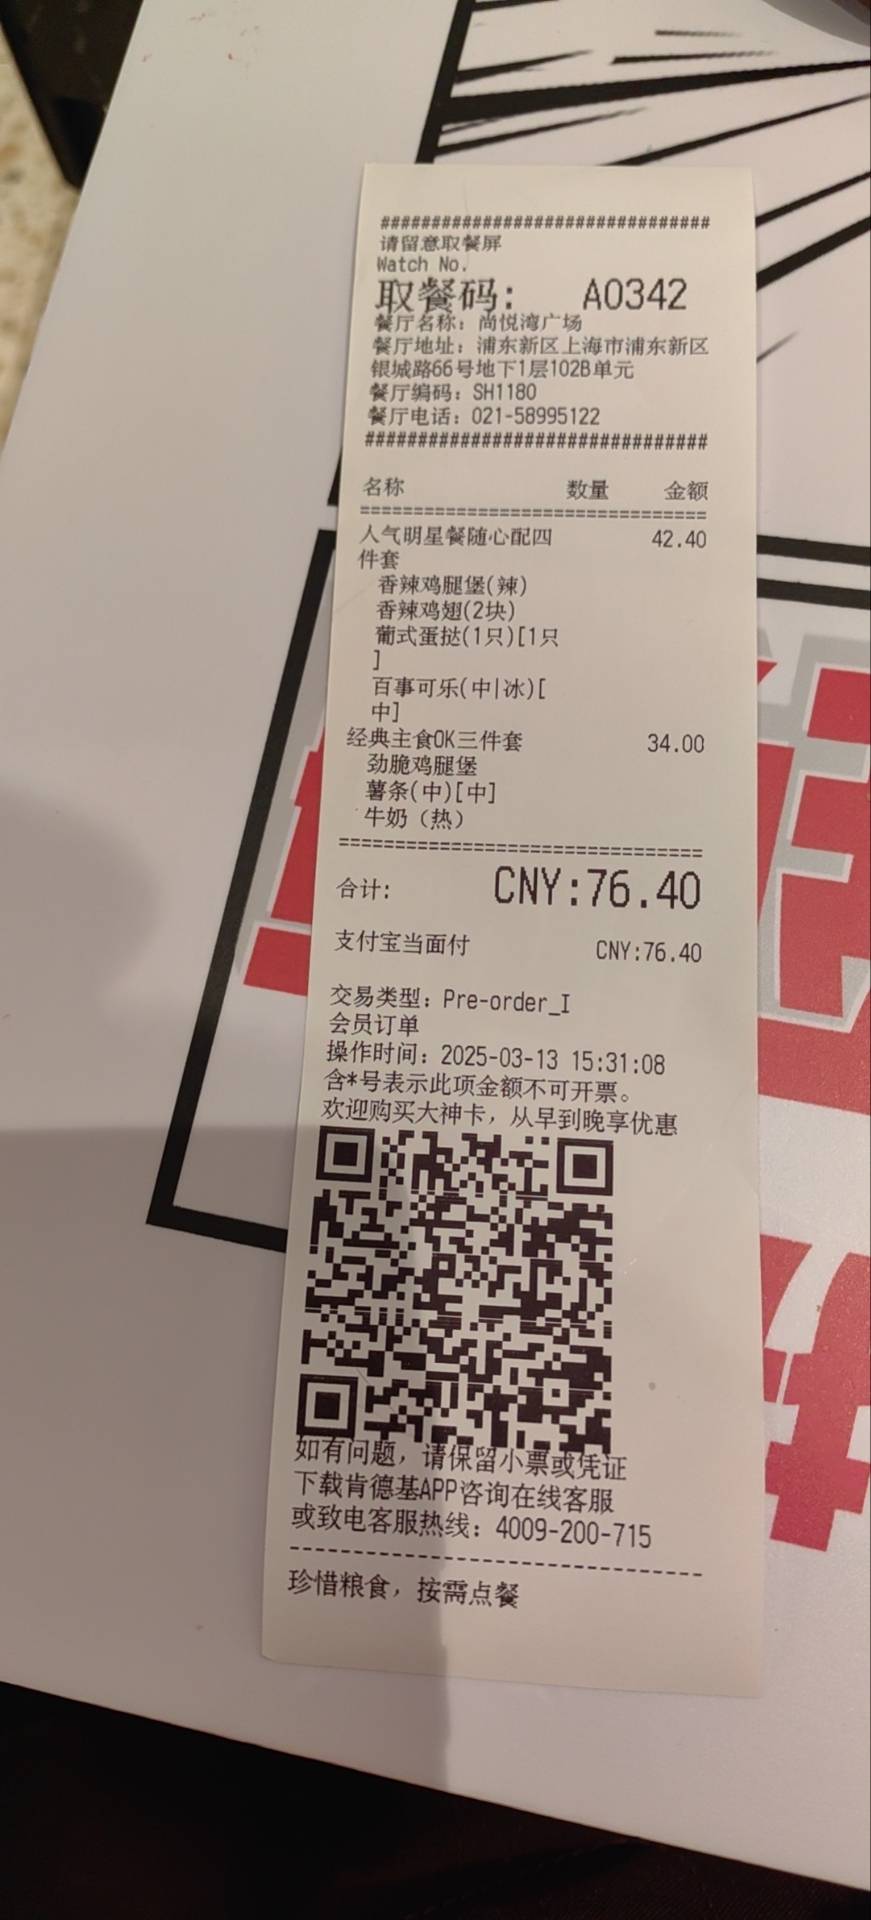 ################################
请留意取餐屏
Watch No.
取餐码: A0342
餐厅名称: 尚悦湾广场
餐厅地址: 浦东新区上海市浦东新区
银城路66号地下1层102B单元
餐厅编码: SH1180
餐厅电话: 021-58995122
################################
名称 数量 金额
================================
人气明星餐随心配四 42.40
件套
香辣鸡腿堡(辣)
香辣鸡翅(2块)
葡式蛋挞(1只)[1只
]
百事可乐(中|冰)[
中]
经典主食OK三件套 34.00
劲脆鸡腿堡
薯条(中)[中]
牛奶（热）
================================
合计: CNY:76.40
支付宝当面付 CNY:76.40
交易类型: Pre-order_I
会员订单
操作时间: 2025-03-13 15:31:08
含*号表示此项金额不可开票。
欢迎购买大神卡，从早到晚享优惠
如有问题，请保留小票或凭证
下载肯德基APP咨询在线客服
或致电客服热线: 4009-200-715
--------------------------------
珍惜粮食，按需点餐